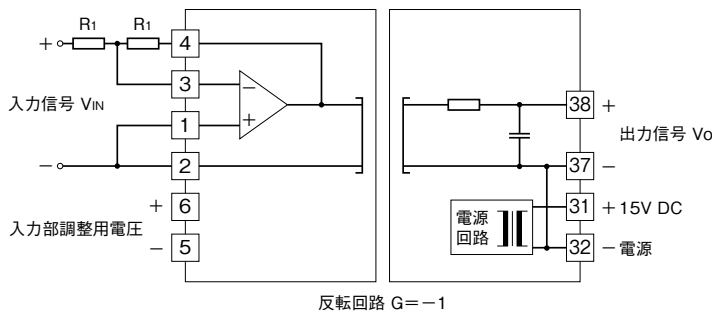 R1 R1
+ 4
3 −
入力信号 VIN
1 +
− 2
+ 6
入力部調整用電圧
− 5
38 +
出力信号 Vo
37 −
電源
回路
31 +15V DC
32 −電源
反転回路 G=−1